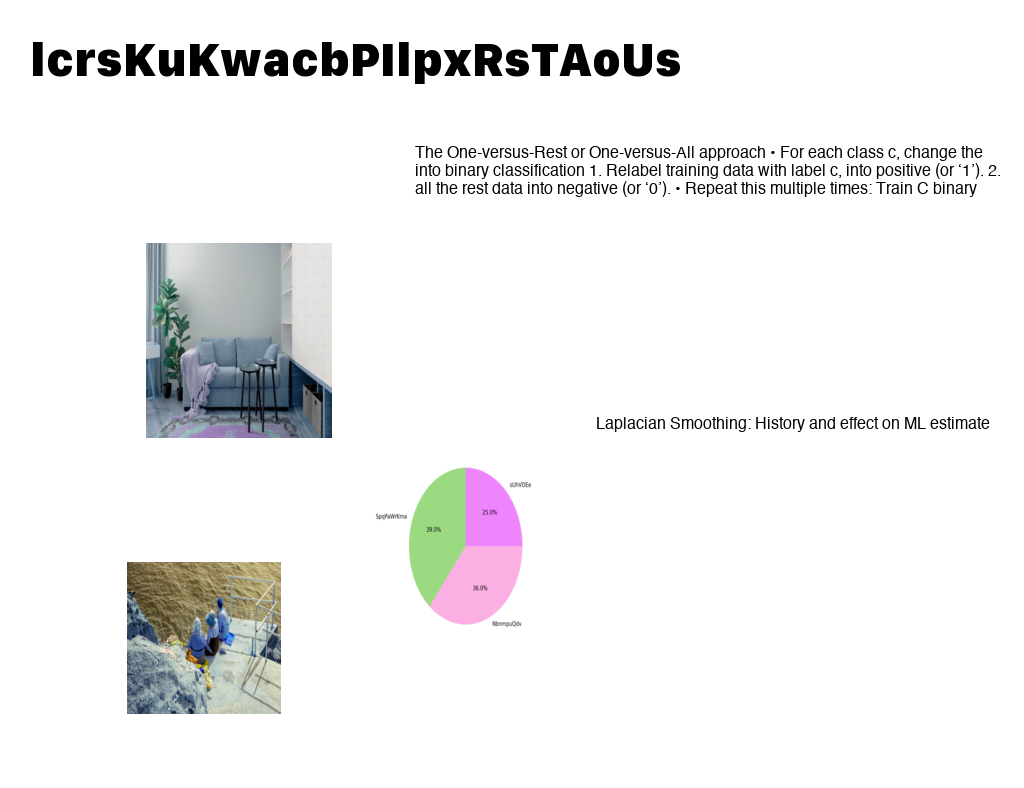 lcrsKuKwacbPIlpxRsTAoUs
The One-versus-Rest or One-versus-All approach • For each class c, change the
into binary classification 1. Relabel training data with label c, into positive (or ‘1’). 2.
all the rest data into negative (or ‘0’). • Repeat this multiple times: Train C binary
Laplacian Smoothing: History and effect on ML estimate
sUhVDEe
25.0%
SpqPaWrKma
39.0%
36.0%
NbnmpuQdv